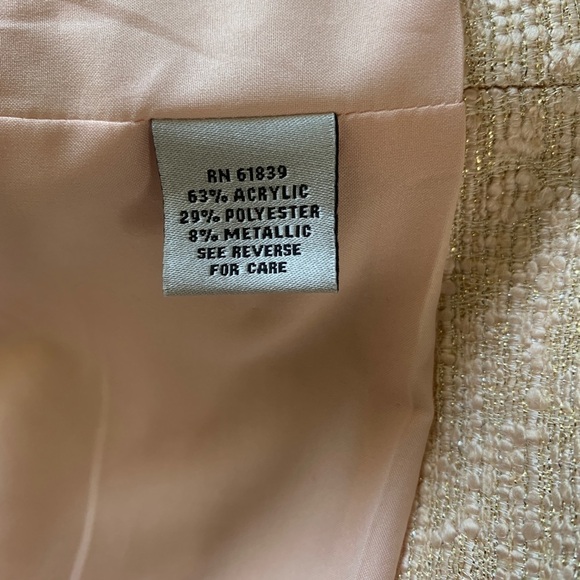 RN 61839
63% ACRYLIC
29% POLYESTER
8% METALLIC
SEE REVERSE
FOR CARE